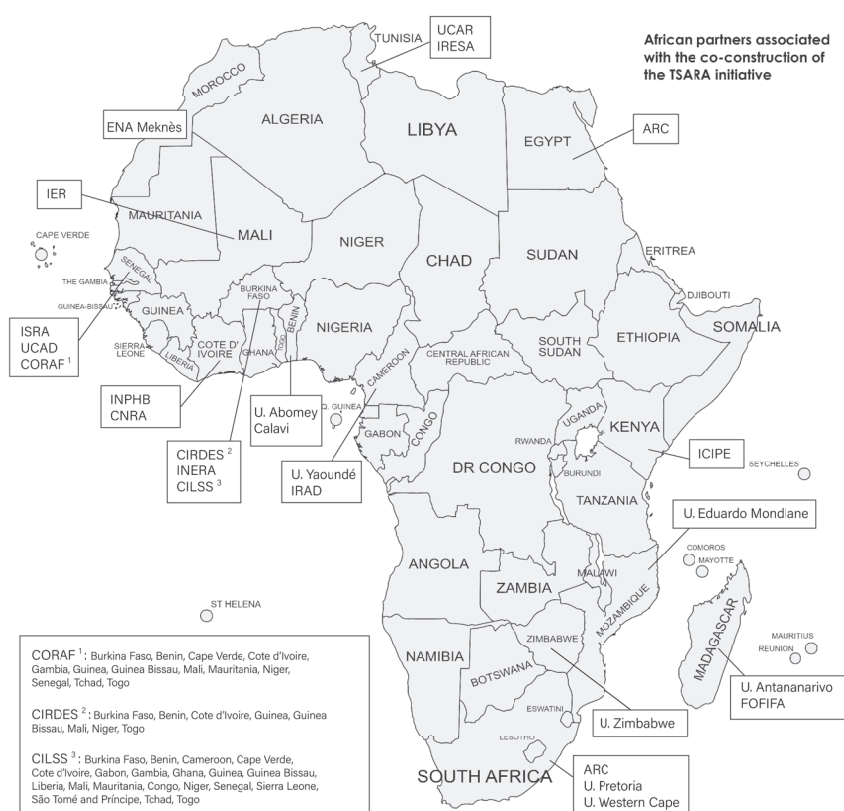 African partners associated
with the co-construction of
the TSARA initiative
UCAR
IRESA
TUNISIA
MOROCCO
ENA Meknès
ALGERIA
LIBYA
EGYPT
ARC
IER
MAURITANIA
MALI
NIGER
CHAD
SUDAN
ERITREA
CAPE VERDE
SENEGAL
THE GAMBIA
GUINEA-BISSAU
GUINEA
BURKINA
FASO
BENIN
TOGO
NIGERIA
DJIBOUTI
SOMALIA
ETHIOPIA
SOUTH
SUDAN
CENTRAL AFRICAN
REPUBLIC
CAMEROON
ISRA
UCAD
CORAF 1
SIERRA
LEONE
LIBERIA
COTE D'
IVOIRE
GHANA
INPHB
CNRA
U. Abomey
Calavi
Q. GUINEA
GABON
CONGO
UGANDA
KENYA
RWANDA
BURUNDI
DR CONGO
TANZANIA
ICIPE
SEYCHELLES
CIRDES 2
INERA
CILSS 3
U. Yaoundé
IRAD
U. Eduardo Mondlane
COMOROS
MAYOTTE
ANGOLA
ZAMBIA
MALAWI
MOZAMBIQUE
MADAGASCAR
MAURITIUS
REUNION
ST HELENA
NAMIBIA
ZIMBABWE
BOTSWANA
ESWATINI
LESOTHO
SOUTH AFRICA
U. Zimbabwe
U. Antananarivo
FOFIFA
ARC
U. Pretoria
U. Western Cape
CORAF 1 : Burkina Faso, Benin, Cape Verde, Cote d'Ivoire,
Gambia, Guinea, Guinea Bissau, Mali, Mauritania, Niger,
Senegal, Tchad, Togo
CIRDES 2 : Burkina Faso, Benin, Cote d'Ivoire, Guinea, Guinea
Bissau, Mali, Niger, Togo
CILSS 3 : Burkina Faso, Benin, Cameroon, Cape Verde,
Cote d'Ivoire, Gabon, Gambia, Ghana, Guinea, Guinea Bissau,
Liberia, Mali, Mauritania, Congo, Niger, Senegal, Sierra Leone,
São Tomé and Príncipe, Tchad, Togo